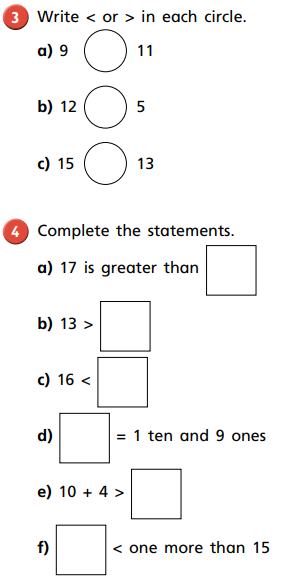 3 Write < or > in each circle.
a) 9 11
b) 12 5
c) 15 13
4 Complete the statements.
a) 17 is greater than
b) 13 >
c) 16 <
d) = 1 ten and 9 ones
e) 10 + 4 >
f) < one more than 15